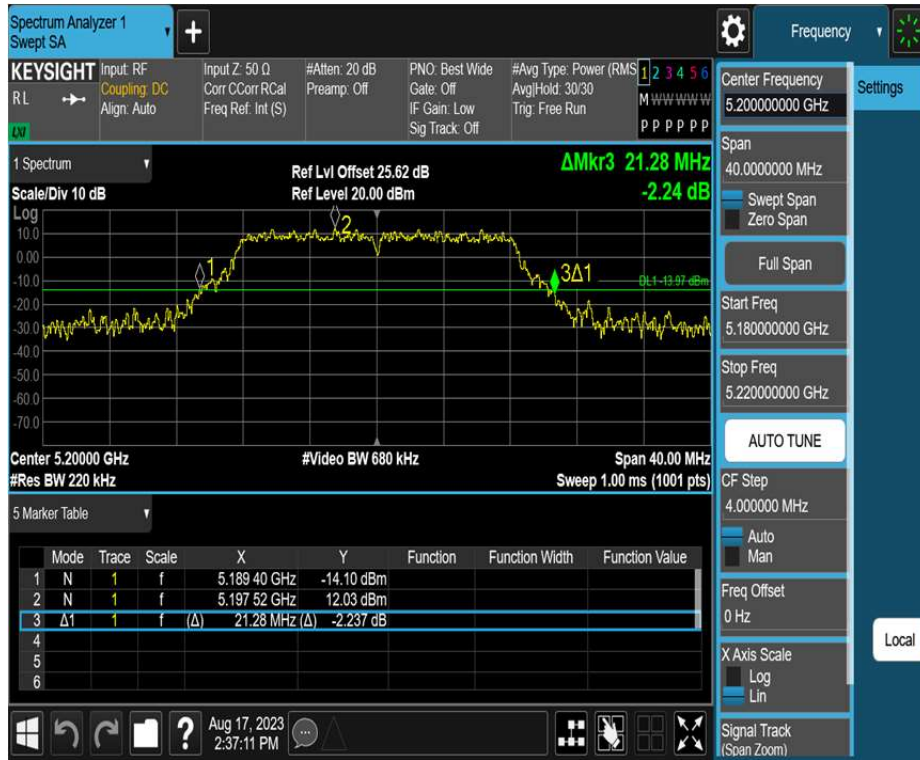 Spectrum Analyzer 1
Swept SA
+
Frequency
KEYSIGHT
RL
LXI
Input: RF
Coupling: DC
Align: Auto
Input Z: 50 Ω
Corr CCorr RCal
Freq Ref: Int (S)
#Atten: 20 dB
Preamp: Off
PNO: Best Wide
Gate: Off
IF Gain: Low
Sig Track: Off
#Avg Type: Power (RMS
Avg|Hold: 30/30
Trig: Free Run
1 2 3 4 5 6
M W W W W W
P P P P P P
1 Spectrum
Scale/Div 10 dB
Ref Lvl Offset 25.62 dB
Ref Level 20.00 dBm
ΔMkr3 21.28 MHz
-2.24 dB
Log
10.0
0.00
-10.0
-20.0
-30.0
-40.0
-50.0
-60.0
-70.0
1
2
3Δ1
DL1 -13.97 dBm
Center 5.20000 GHz
#Video BW 680 kHz
Span 40.00 MHz
#Res BW 220 kHz
Sweep 1.00 ms (1001 pts)
5 Marker Table
Mode Trace Scale X Y Function Function Width Function Value
1 N 1 f 5.189 40 GHz -14.10 dBm
2 N 1 f 5.197 52 GHz 12.03 dBm
3 Δ1 1 f (Δ) 21.28 MHz (Δ) -2.237 dB
4
5
6
?
Aug 17, 2023
2:37:11 PM
Center Frequency
5.200000000 GHz
Settings
Span
40.0000000 MHz
Swept Span
Zero Span
Full Span
Start Freq
5.180000000 GHz
Stop Freq
5.220000000 GHz
AUTO TUNE
CF Step
4.000000 MHz
Auto
Man
Freq Offset
0 Hz
Local
X Axis Scale
Log
Lin
Signal Track
(Span Zoom)